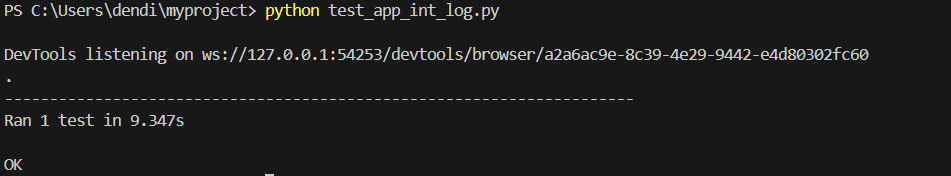 PS C:\Users\dendi\myproject> python test_app_int_log.py
DevTools listening on ws://127.0.0.1:54253/devtools/browser/a2a6ac9e-8c39-4e29-9442-e4d80302fc60
.
----------------------------------------------------------------------
Ran 1 test in 9.347s
OK